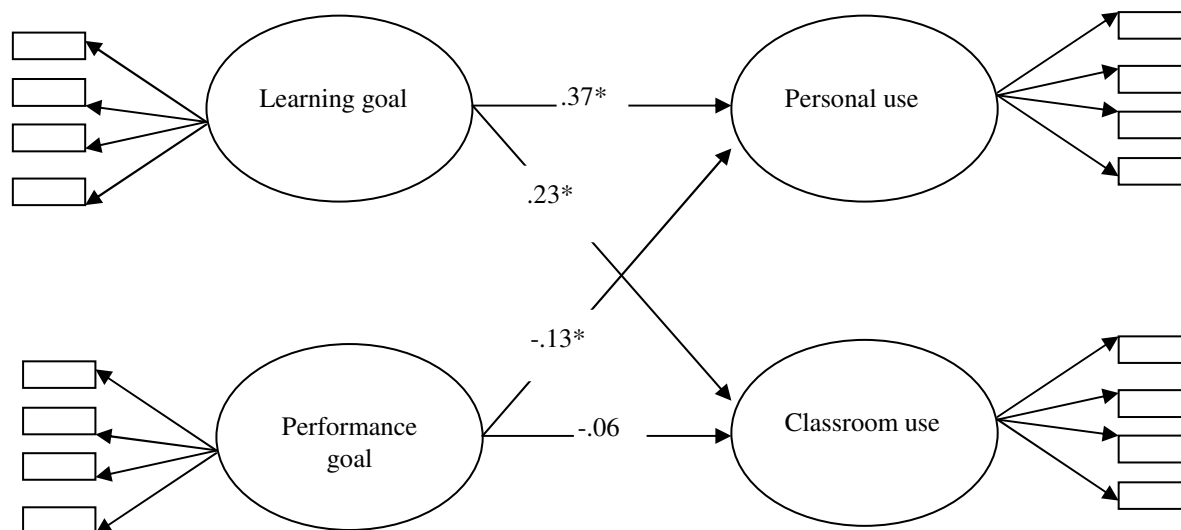 Learning goal
.37*
Personal use
.23*
-.13*
Performance
goal
-.06
Classroom use